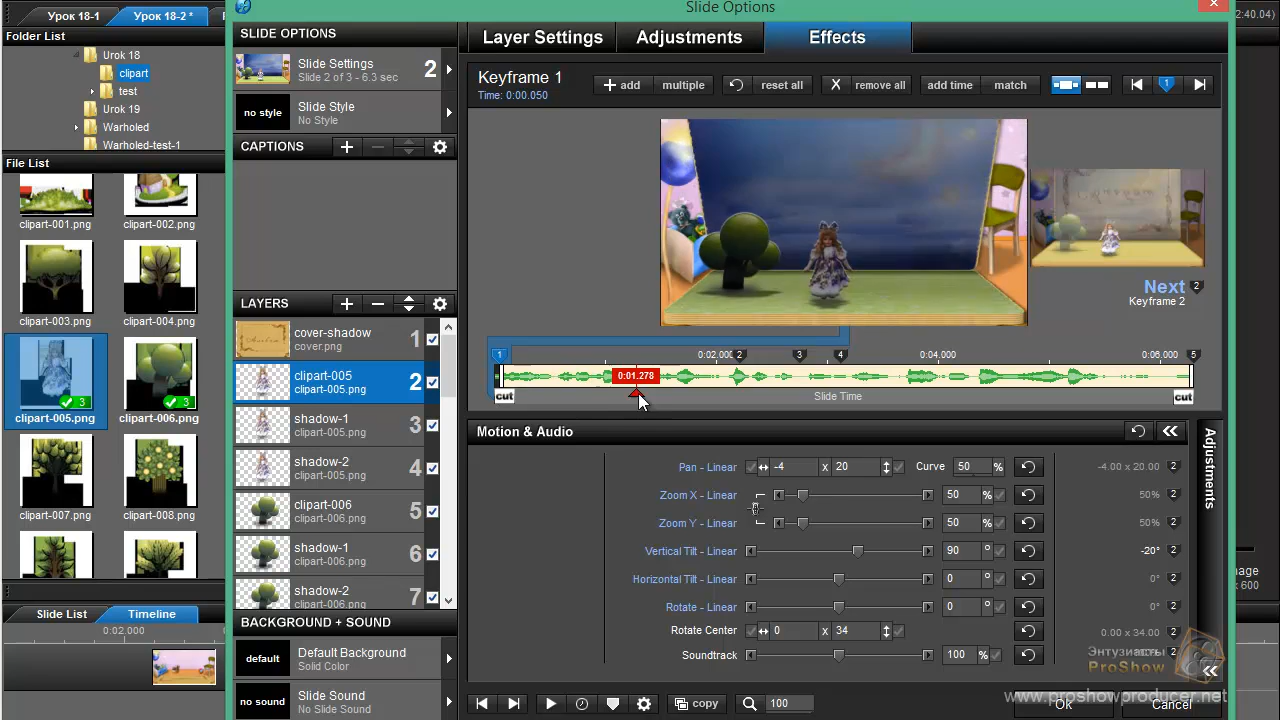 Slide Options
Урок 18-1
Урок 18-2 *
2:40.04)
Folder List
Urok 18
clipart
test
Urok 19
Warholed
Warholed-test-1
File List
clipart-001.png
clipart-002.png
clipart-003.png
clipart-004.png
3
3
clipart-005.png
clipart-006.png
clipart-007.png
clipart-008.png
Slide List
Timeline
0:02.000
SLIDE OPTIONS
Slide Settings
Slide 2 of 3 - 6.3 sec
2
no style
Slide Style
No Style
CAPTIONS
LAYERS
cover-shadow
cover.png
1
clipart-005
clipart-005.png
2
shadow-1
clipart-005.png
3
shadow-2
clipart-005.png
4
clipart-006
clipart-006.png
5
shadow-1
clipart-006.png
6
shadow-2
clipart-006.png
7
BACKGROUND + SOUND
default
Default Background
Solid Color
no sound
Slide Sound
No Slide Sound
Layer Settings
Adjustments
Effects
Keyframe 1
Time: 0:00.050
add
multiple
reset all
X remove all
add time
match
1
Next 2
Keyframe 2
1
0:02.000
2
3
4
0:04.000
0:06.000
5
0:01.278
cut
Slide Time
cut
Motion & Audio
Adjustments
Pan - Linear
-4 x 20
Curve 50 %
-4.00 x 20.00 2
Zoom X - Linear
50 %
50% 2
Zoom Y - Linear
50 %
50% 2
Vertical Tilt - Linear
90 °
-20° 2
Horizontal Tilt - Linear
0 °
0° 2
Rotate - Linear
0 °
0° 2
Rotate Center
0 x 34
0.00 x 34.00 2
Soundtrack
100 %
2
copy
100
Ok
Cancel
mage
x 600
Энтузиасты
ProShow
www.proshowproducer.net